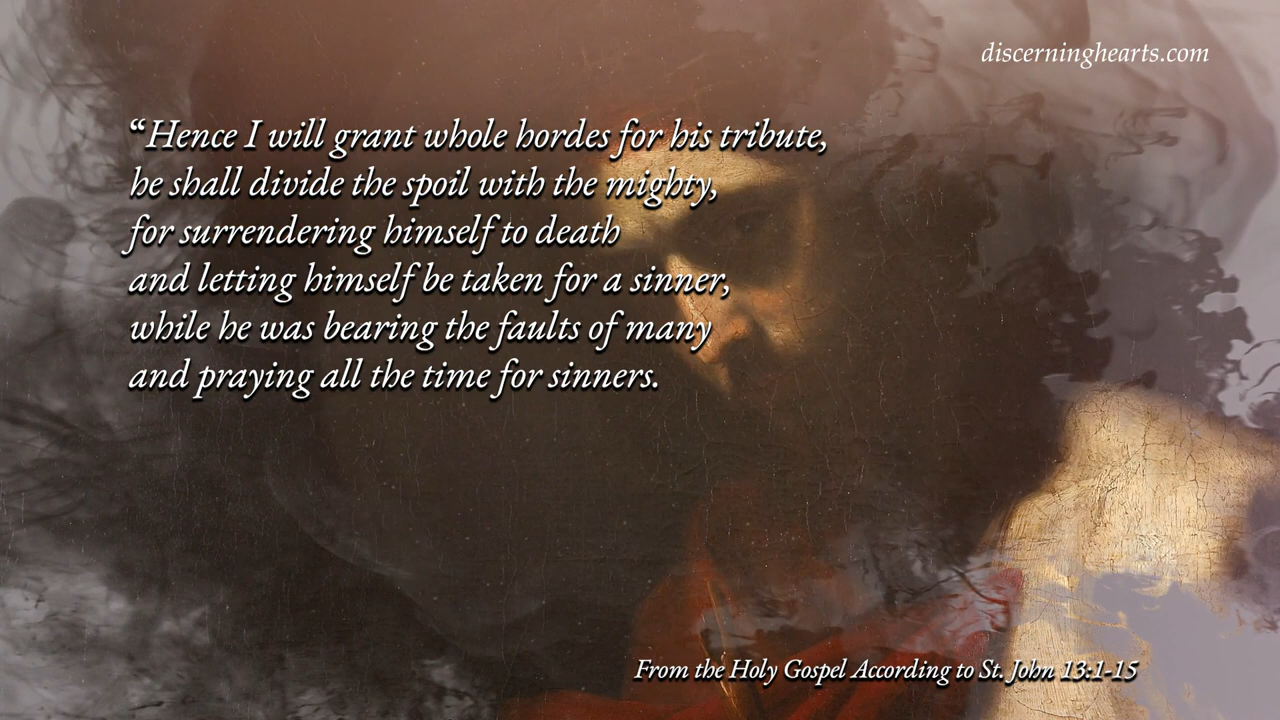 discerninghearts.com
“Hence I will grant whole hordes for his tribute,
he shall divide the spoil with the mighty,
for surrendering himself to death
and letting himself be taken for a sinner,
while he was bearing the faults of many
and praying all the time for sinners.
From the Holy Gospel According to St. John 13:1-15